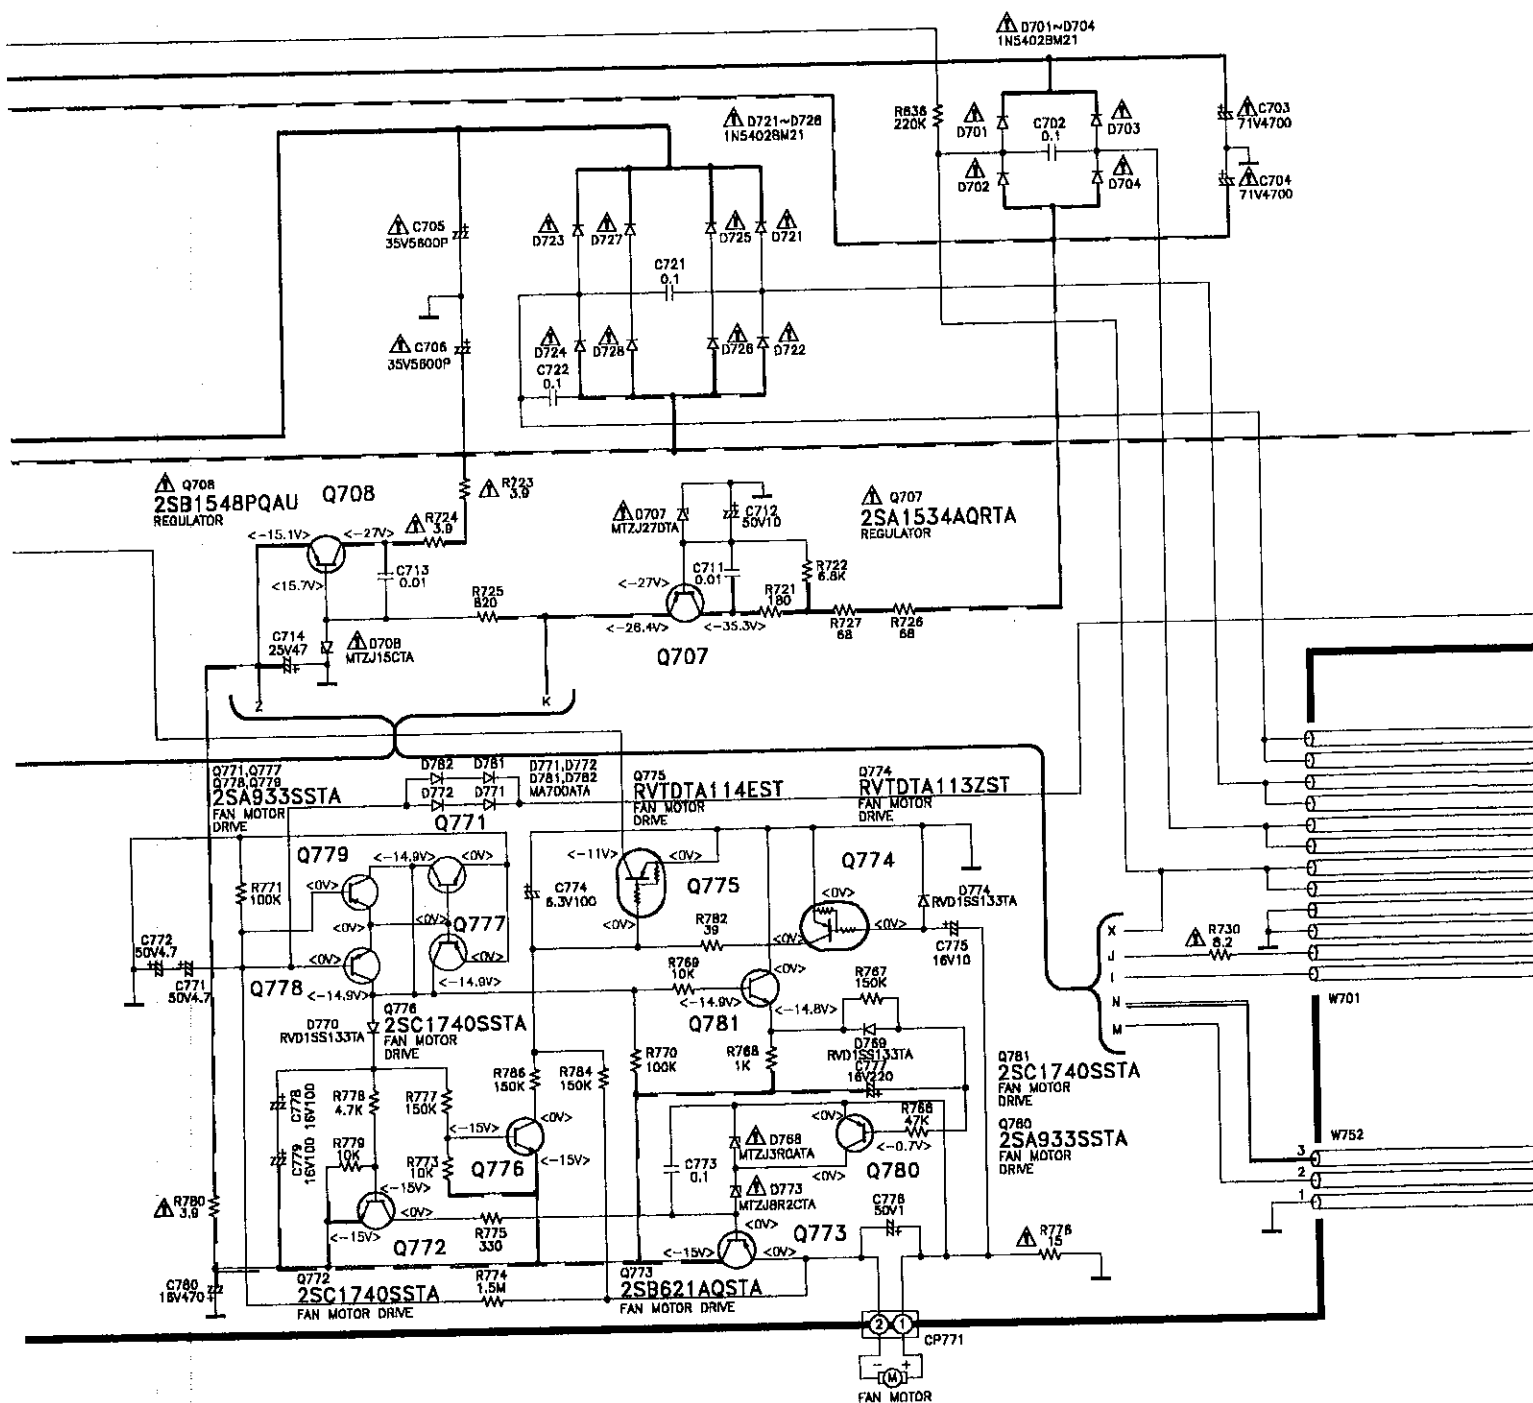 D701~D704
1N5402BM21
D721~D726
1N5402BM21
R636
220K
D701
C702
0.1
D703
C703
71V4700
D702
D704
C704
71V4700
C705
35V5600P
D723
D727
D725
D721
C721
0.1
C706
35V5600P
D724
D728
D726
D722
C722
0.1
Q708
2SB1548PQAU
REGULATOR
Q708
R723
3.9
R724
3.9
<-15.1V>
<-27V>
<15.7V>
C713
0.01
D707
MTZJ27DTA
C712
50V10
Q707
2SA1534AQRTA
REGULATOR
R722
6.8K
C711
0.01
<-27V>
R721
180
R725
820
<-26.4V>
<-35.3V>
R727
68
R726
68
Q707
C714
25V47
D708
MTZJ15CTA
Z
K
Q771,Q777
Q778,Q779
2SA933SSTA
FAN MOTOR
DRIVE
D782
D781
D772
D771
D771,D772
D781,D782
MA700ATA
Q775
RVTDTA114EST
FAN MOTOR
DRIVE
Q774
RVTDTA113ZST
FAN MOTOR
DRIVE
Q771
Q779
<-14.9V>
<0V>
<-11V>
<0V>
Q774
R771
100K
<0V>
C774
6.3V100
Q775
<0V>
D774
RVD1SS133TA
Q777
<0V>
<0V>
R782
39
<0V>
C772
50V4.7
<0V>
<0V>
<0V>
C775
16V10
X
R730
8.2
C771
50V4.7
Q778
<-14.9V>
<-14.9V>
R769
10K
<-14.9V>
<0V>
R767
150K
J
I
Q776
2SC1740SSTA
FAN MOTOR
DRIVE
D770
RVD1SS133TA
Q781
<-14.8V>
D769
RVD1SS133TA
N
M
W701
R786
150K
R784
150K
R770
100K
R768
1K
C777
16V220
Q781
2SC1740SSTA
FAN MOTOR
DRIVE
C778
16V100
R778
4.7K
R777
150K
<0V>
<-15V>
<0V>
R766
47K
<-0.7V>
Q780
2SA933SSTA
FAN MOTOR
DRIVE
W752
3
2
1
C779
16V100
R779
10K
R773
10K
Q776
<-15V>
C773
0.1
D768
MTZJ3R0ATA
<0V>
Q780
R780
3.9
<-15V>
<0V>
D773
MTZJ8R2CTA
C776
50V1
<-15V>
Q772
R775
330
<0V>
Q773
<-15V>
<0V>
R776
15
C780
16V470
Q772
2SC1740SSTA
FAN MOTOR DRIVE
R774
1.5M
Q773
2SB621AQSTA
FAN MOTOR DRIVE
2
1
CP771
-
+
M
FAN MOTOR